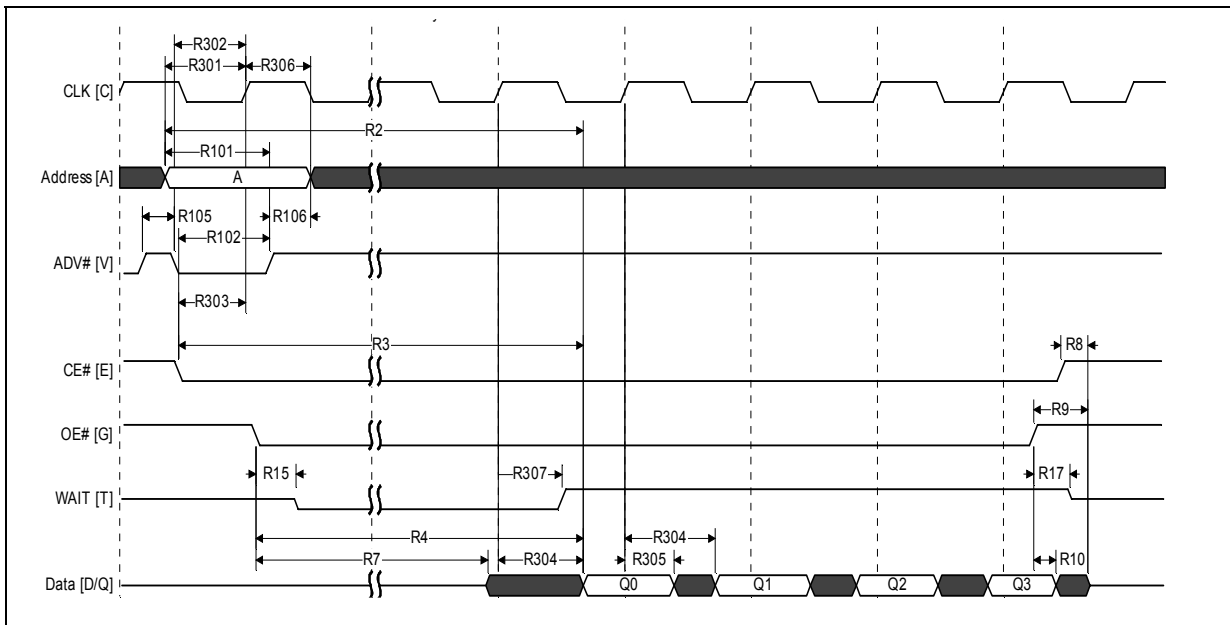 R302
R301 R306
CLK [C]
R2
R101
Address [A] A
R105 R106
R102
ADV# [V]
R303
R3
R8
CE# [E]
R9
OE# [G]
R15 R307 R17
WAIT [T]
R4 R304
R7 R304 R305 R10
Data [D/Q] Q0 Q1 Q2 Q3